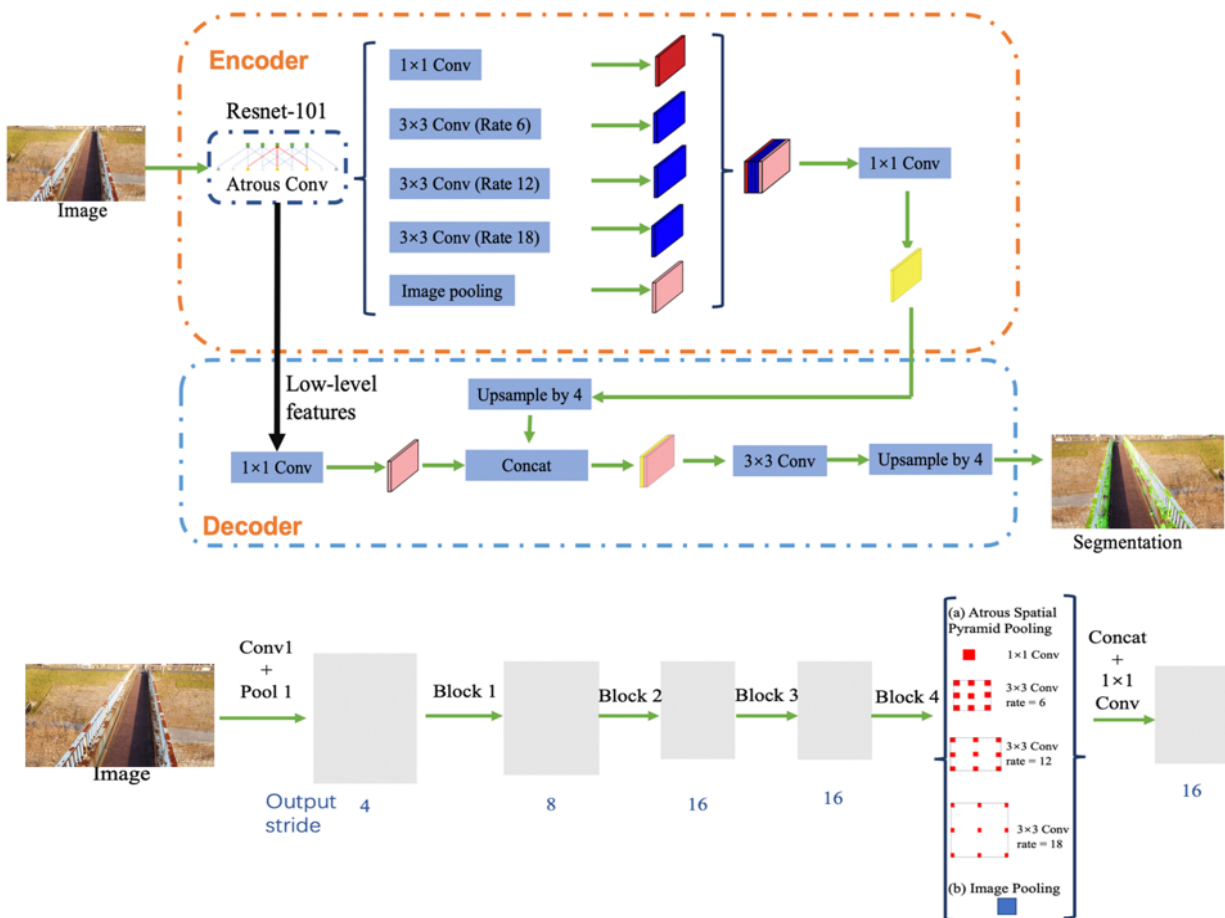 Encoder
Resnet-101
Atrous Conv
Image
1×1 Conv
3×3 Conv (Rate 6)
3×3 Conv (Rate 12)
3×3 Conv (Rate 18)
Image pooling
1×1 Conv
Low-level
features
Upsample by 4
1×1 Conv
Concat
3×3 Conv
Upsample by 4
Decoder
Segmentation
Image
Conv1
+
Pool 1
Output
stride
4
Block 1
8
Block 2
16
Block 3
16
Block 4
(a) Atrous Spatial
Pyramid Pooling
1×1 Conv
3×3 Conv
rate = 6
3×3 Conv
rate = 12
3×3 Conv
rate = 18
(b) Image Pooling
Concat
+
1×1
Conv
16